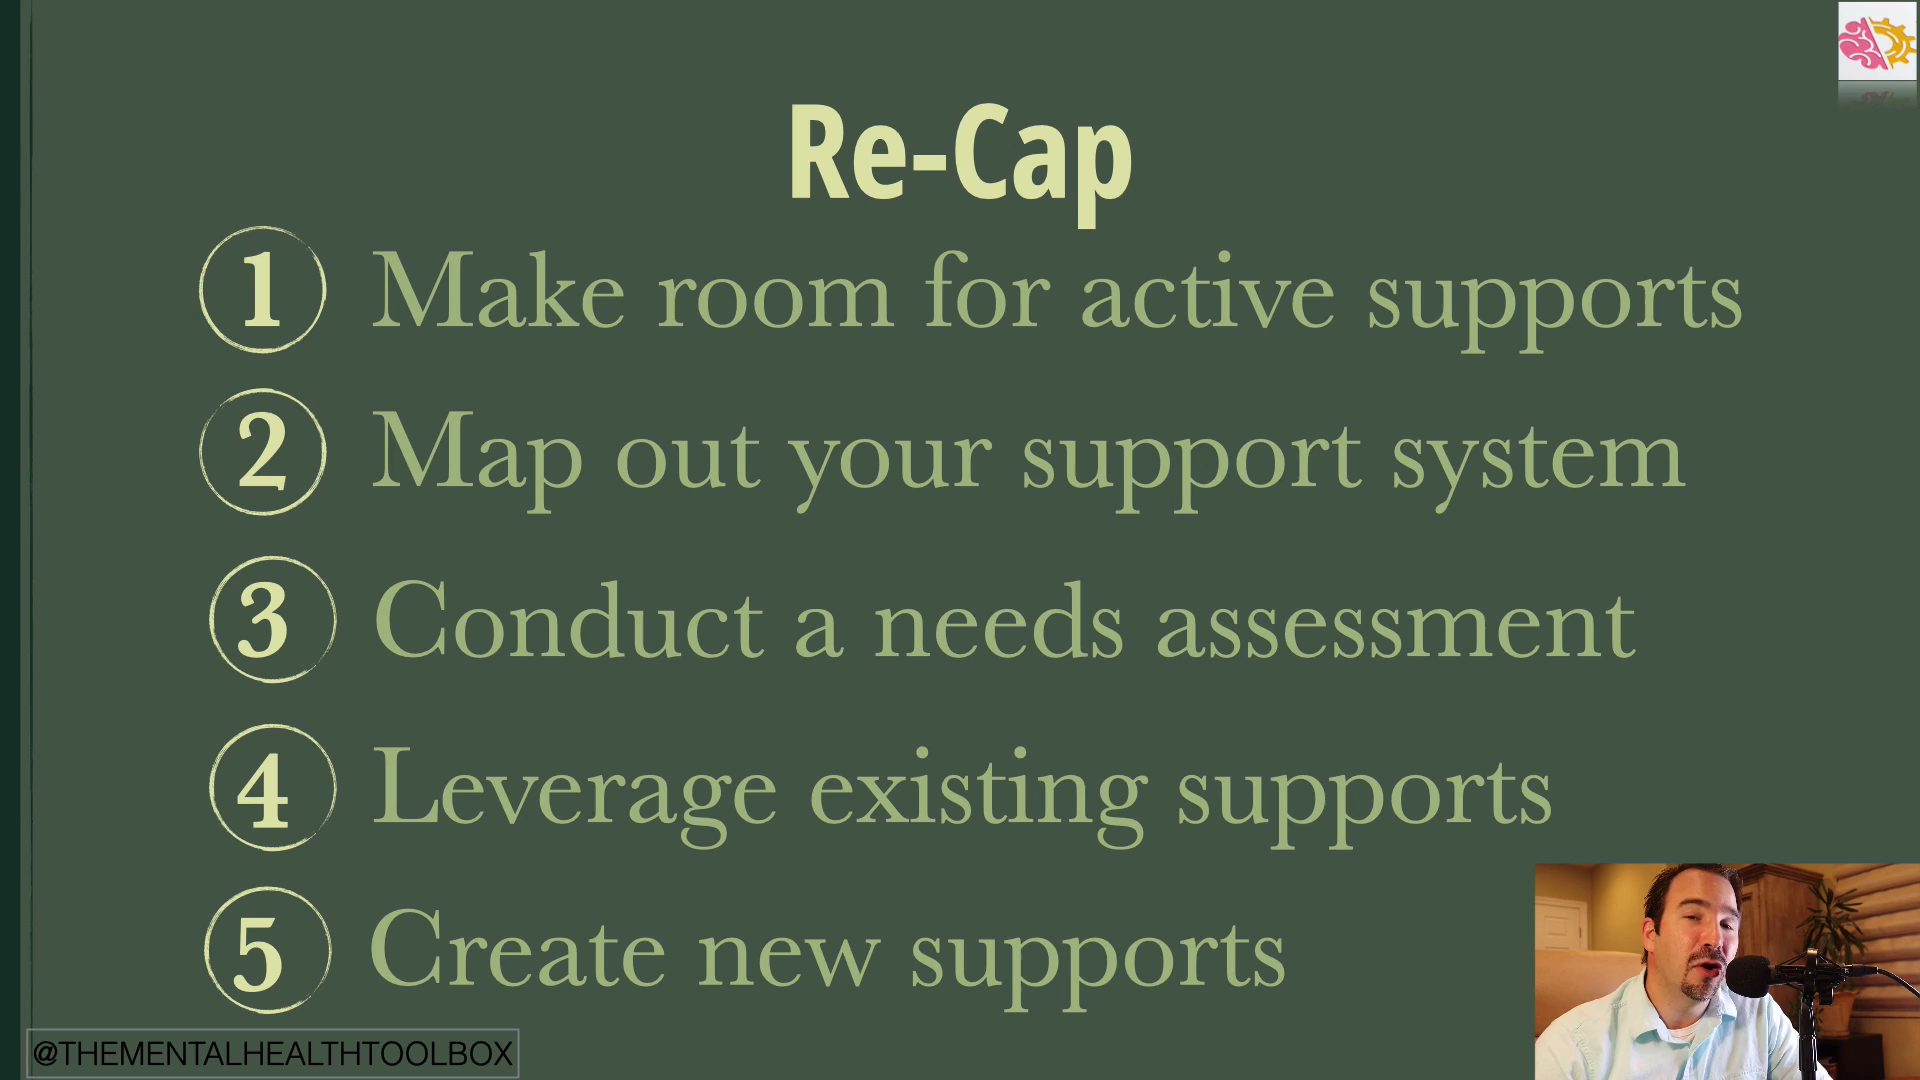 Re-Cap
1 Make room for active supports
2 Map out your support system
3 Conduct a needs assessment
4 Leverage existing supports
5 Create new supports
@THEMENTALHEALTHTOOLBOX